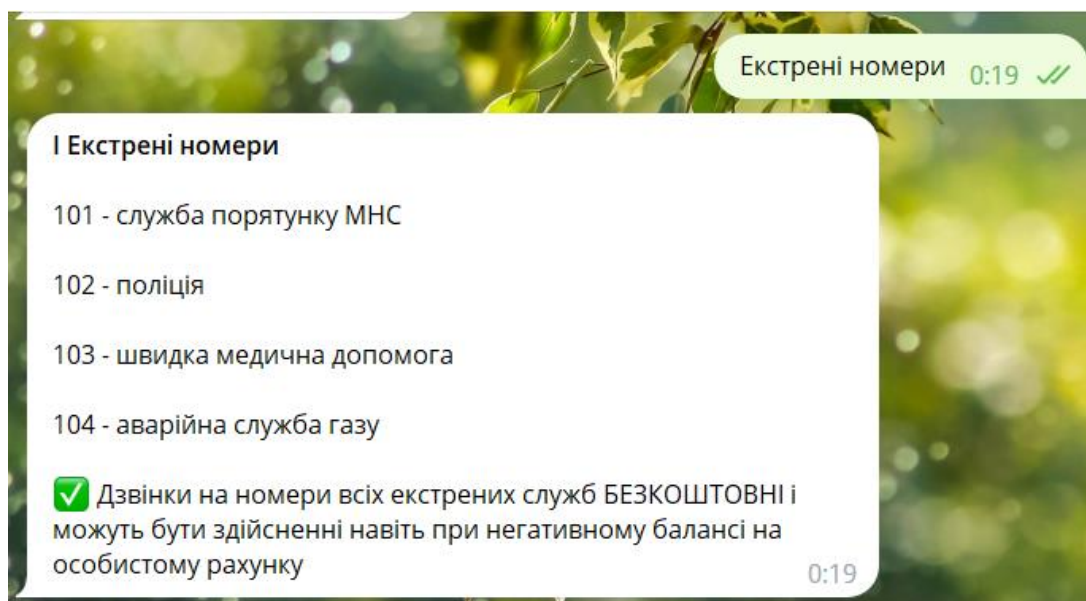 Екстрені номери 0:19
І Екстрені номери
101 - служба порятунку МНС
102 - поліція
103 - швидка медична допомога
104 - аварійна служба газу
✅ Дзвінки на номери всіх екстрених служб БЕЗКОШТОВНІ і
можуть бути здійсненні навіть при негативному балансі на
особистому рахунку
0:19